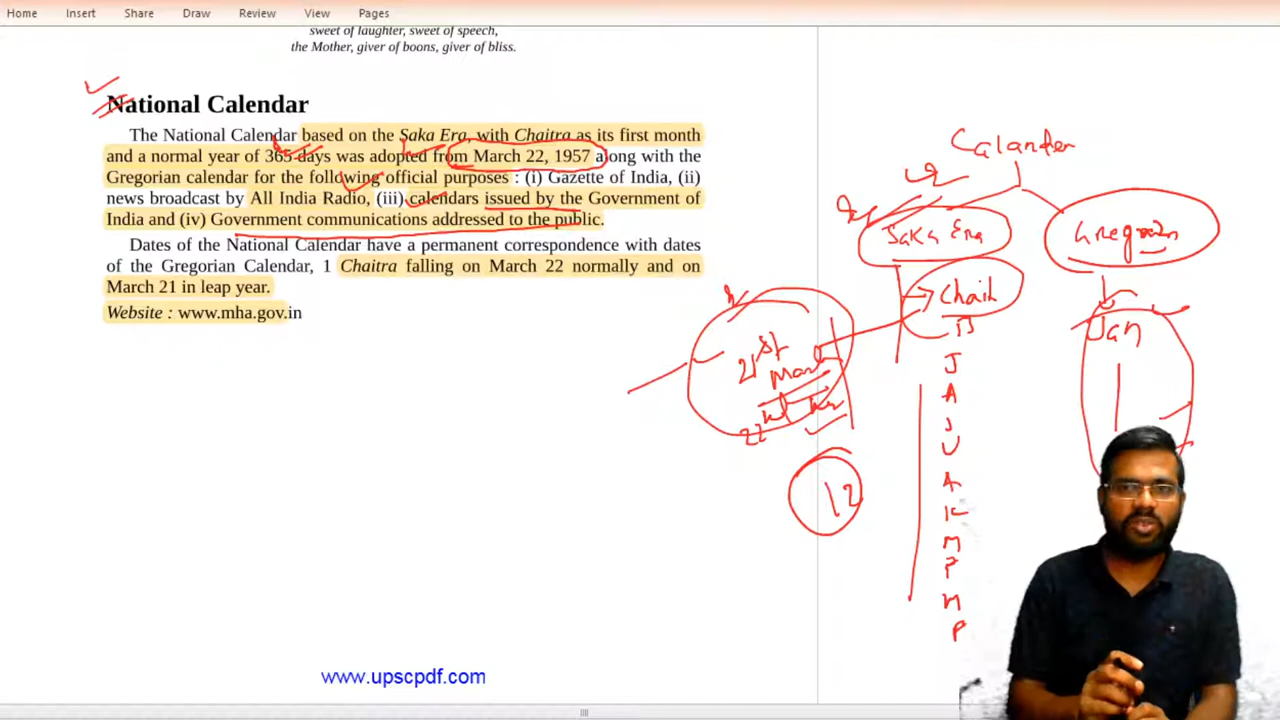 Home Insert Share Draw Review View Pages
sweet of laughter, sweet of speech,
the Mother, giver of boons, giver of bliss.
National Calendar
The National Calendar based on the Saka Era, with Chaitra as its first month
and a normal year of 365 days was adopted from March 22, 1957 along with the
Gregorian calendar for the following official purposes : (i) Gazette of India, (ii)
news broadcast by All India Radio, (iii) calendars issued by the Government of
India and (iv) Government communications addressed to the public.
Dates of the National Calendar have a permanent correspondence with dates
of the Gregorian Calendar, 1 Chaitra falling on March 22 normally and on
March 21 in leap year.
Website : www.mha.gov.in
www.upscpdf.com
Calander
Saka Era
Chait
J
A
J
A
K
M
P
M
P
Jan
21st
22nd
12